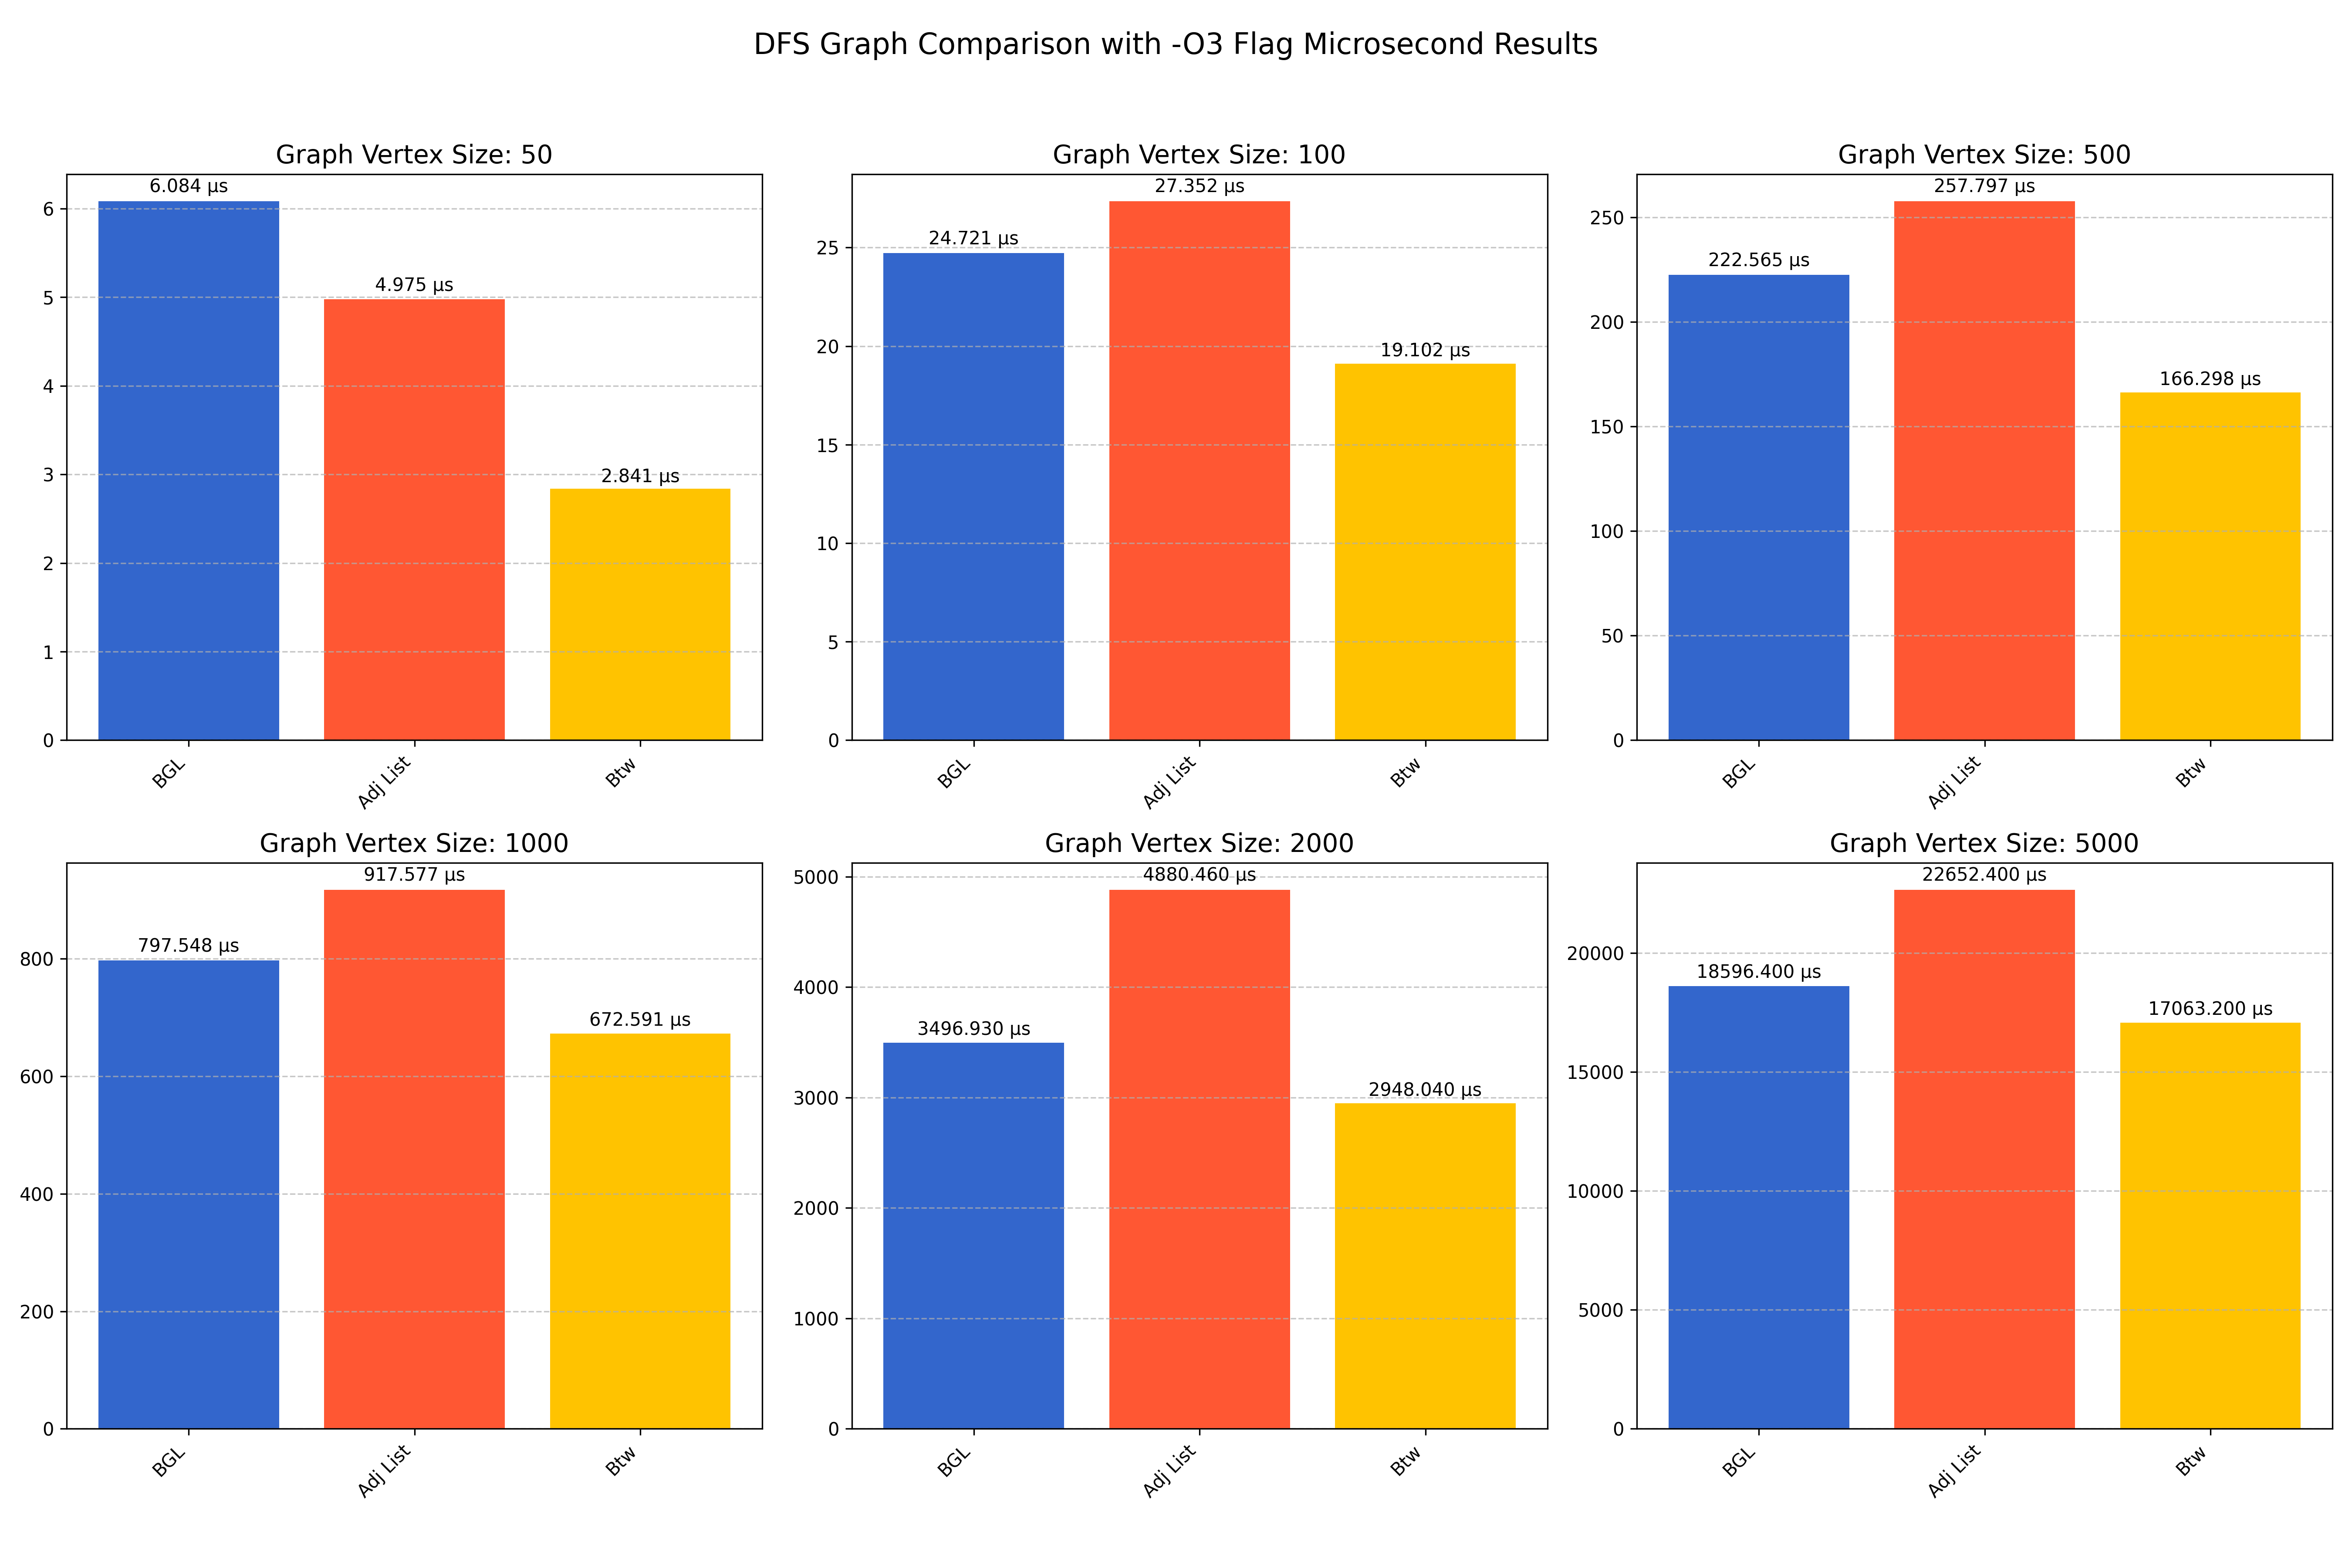 DFS Graph Comparison with -O3 Flag Microsecond Results
Graph Vertex Size: 50
6.084 µs
4.975 µs
2.841 µs
6
5
4
3
2
1
0
BGL
Adj List
Btw
Graph Vertex Size: 100
24.721 µs
27.352 µs
19.102 µs
25
20
15
10
5
0
BGL
Adj List
Btw
Graph Vertex Size: 500
222.565 µs
257.797 µs
166.298 µs
250
200
150
100
50
0
BGL
Adj List
Btw
Graph Vertex Size: 1000
797.548 µs
917.577 µs
672.591 µs
800
600
400
200
0
BGL
Adj List
Btw
Graph Vertex Size: 2000
3496.930 µs
4880.460 µs
2948.040 µs
5000
4000
3000
2000
1000
0
BGL
Adj List
Btw
Graph Vertex Size: 5000
18596.400 µs
22652.400 µs
17063.200 µs
20000
15000
10000
5000
0
BGL
Adj List
Btw